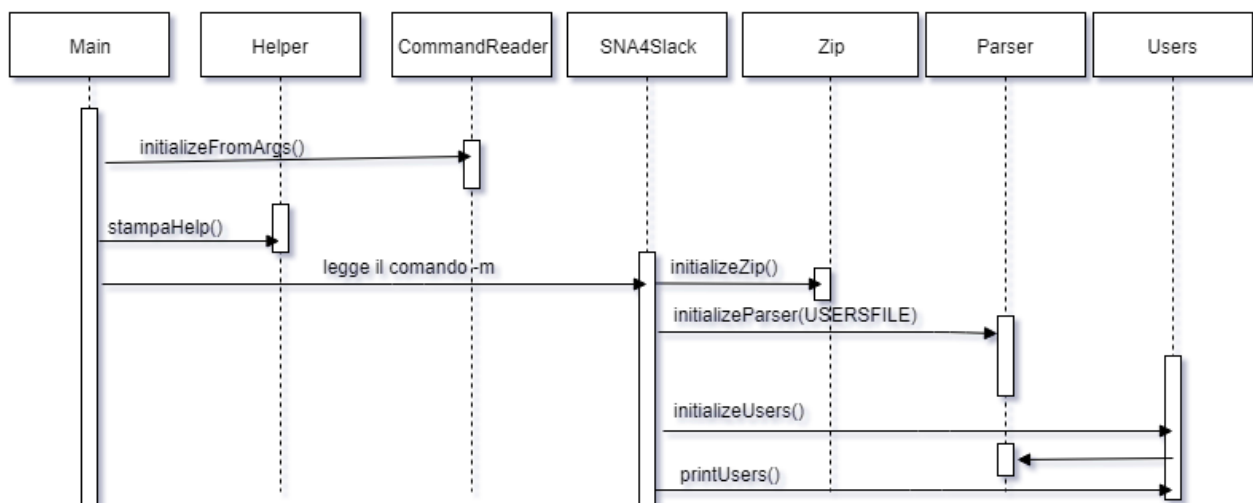 Main
Helper
CommandReader
SNA4Slack
Zip
Parser
Users
initializeFromArgs()
stampaHelp()
legge il comando -m
initializeZip()
initializeParser(USERSFILE)
initializeUsers()
printUsers()